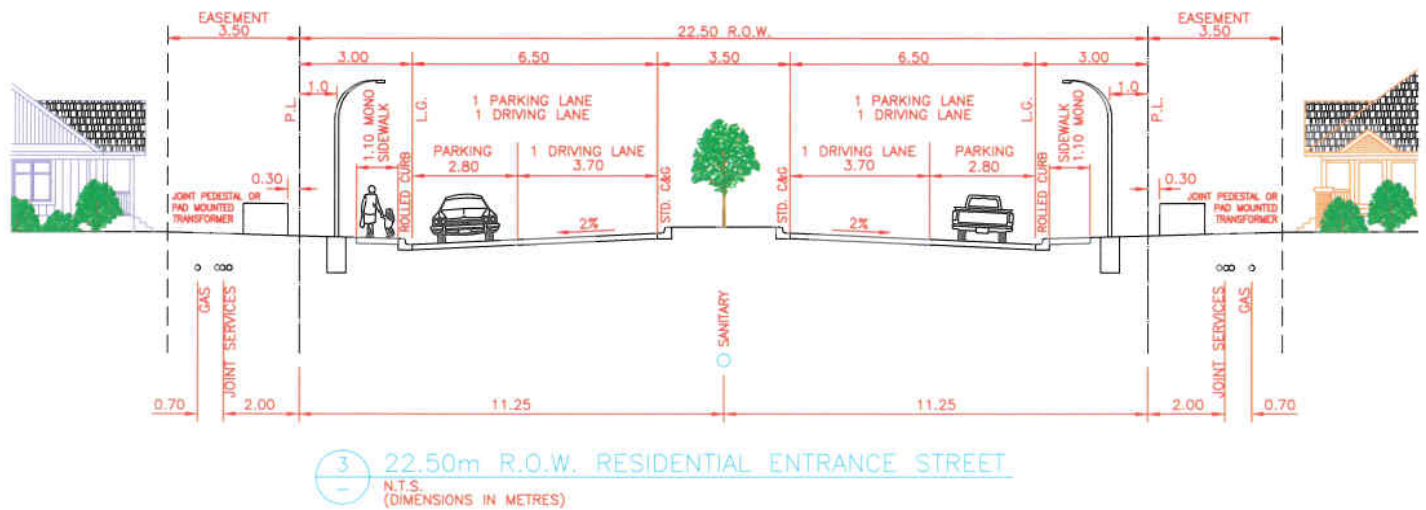 EASEMENT
3.50
22.50 R.O.W.
EASEMENT
3.50
3.00
6.50
3.50
6.50
3.00
1.0
P.L.
1.10 MONO
SIDEWALK
L.G.
1 PARKING LANE
1 DRIVING LANE
1 PARKING LANE
1 DRIVING LANE
L.G.
SIDEWALK
1.10 MONO
1.0
P.L.
PARKING
2.80
1 DRIVING LANE
3.70
1 DRIVING LANE
3.70
PARKING
2.80
0.30
JOINT PEDESTAL OR
PAD MOUNTED
TRANSFORMER
ROLLED CURB
2%
STD. C&G
STD. C&G
2%
ROLLED CURB
0.30
JOINT PEDESTAL OR
PAD MOUNTED
TRANSFORMER
GAS
JOINT SERVICES
SANITARY
JOINT SERVICES
GAS
0.70
2.00
11.25
11.25
2.00
0.70
3
–
22.50m R.O.W. RESIDENTIAL ENTRANCE STREET
N.T.S.
(DIMENSIONS IN METRES)